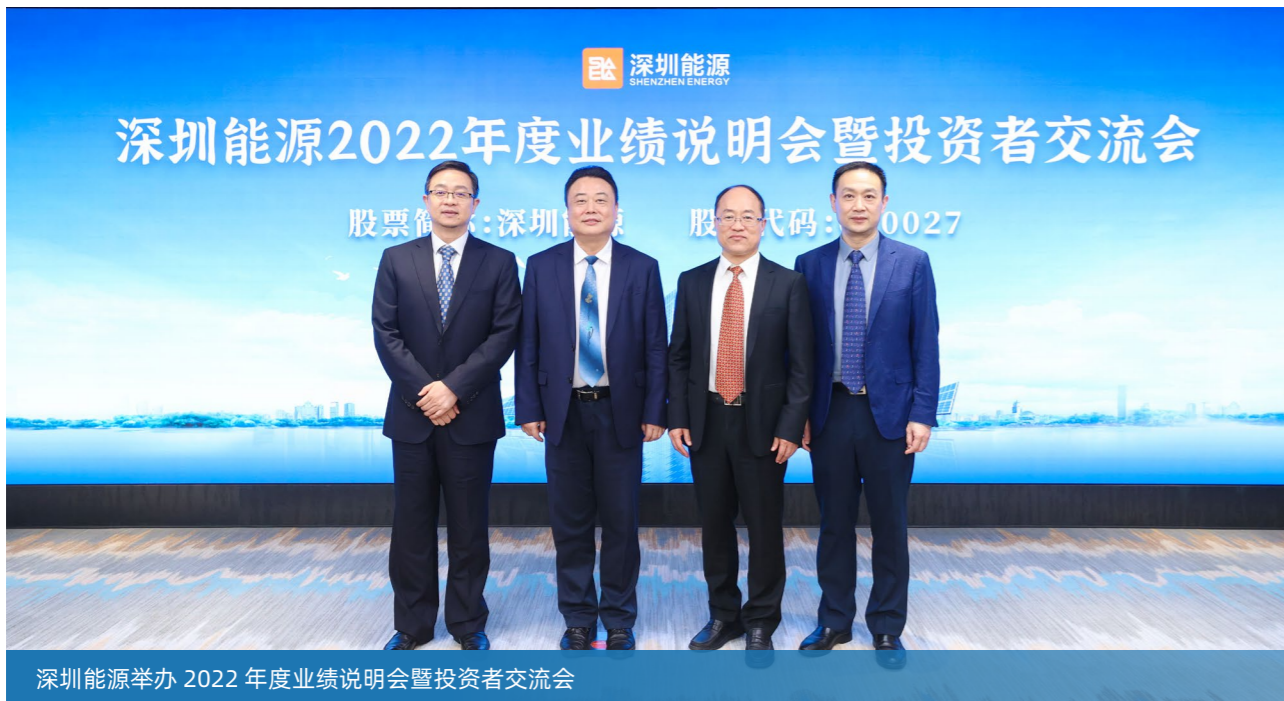 深圳能源
SHENZHEN ENERGY
深圳能源2022年度业绩说明会暨投资者交流会
股票简 :深圳能源 股 代码: 0027
深圳能源举办 2022 年度业绩说明会暨投资者交流会